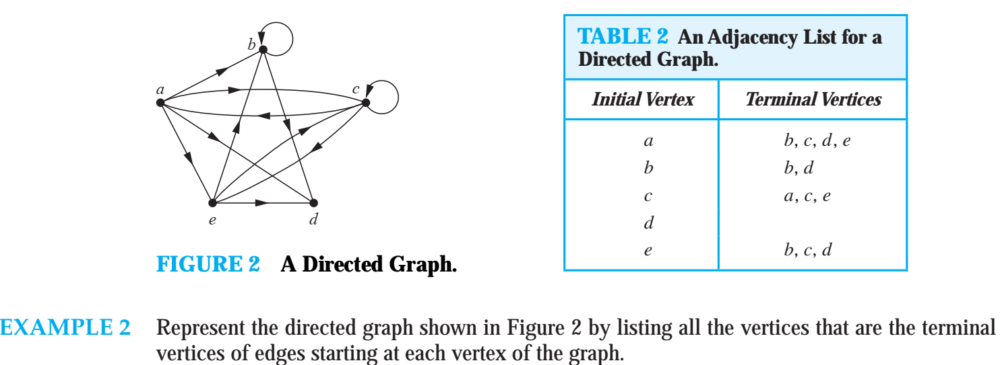 b
c
a
e
d
FIGURE 2 A Directed Graph.
TABLE 2 An Adjacency List for a
Directed Graph.
Initial Vertex Terminal Vertices
a b, c, d, e
b b, d
c a, c, e
d
e b, c, d
EXAMPLE 2 Represent the directed graph shown in Figure 2 by listing all the vertices that are the terminal
vertices of edges starting at each vertex of the graph.